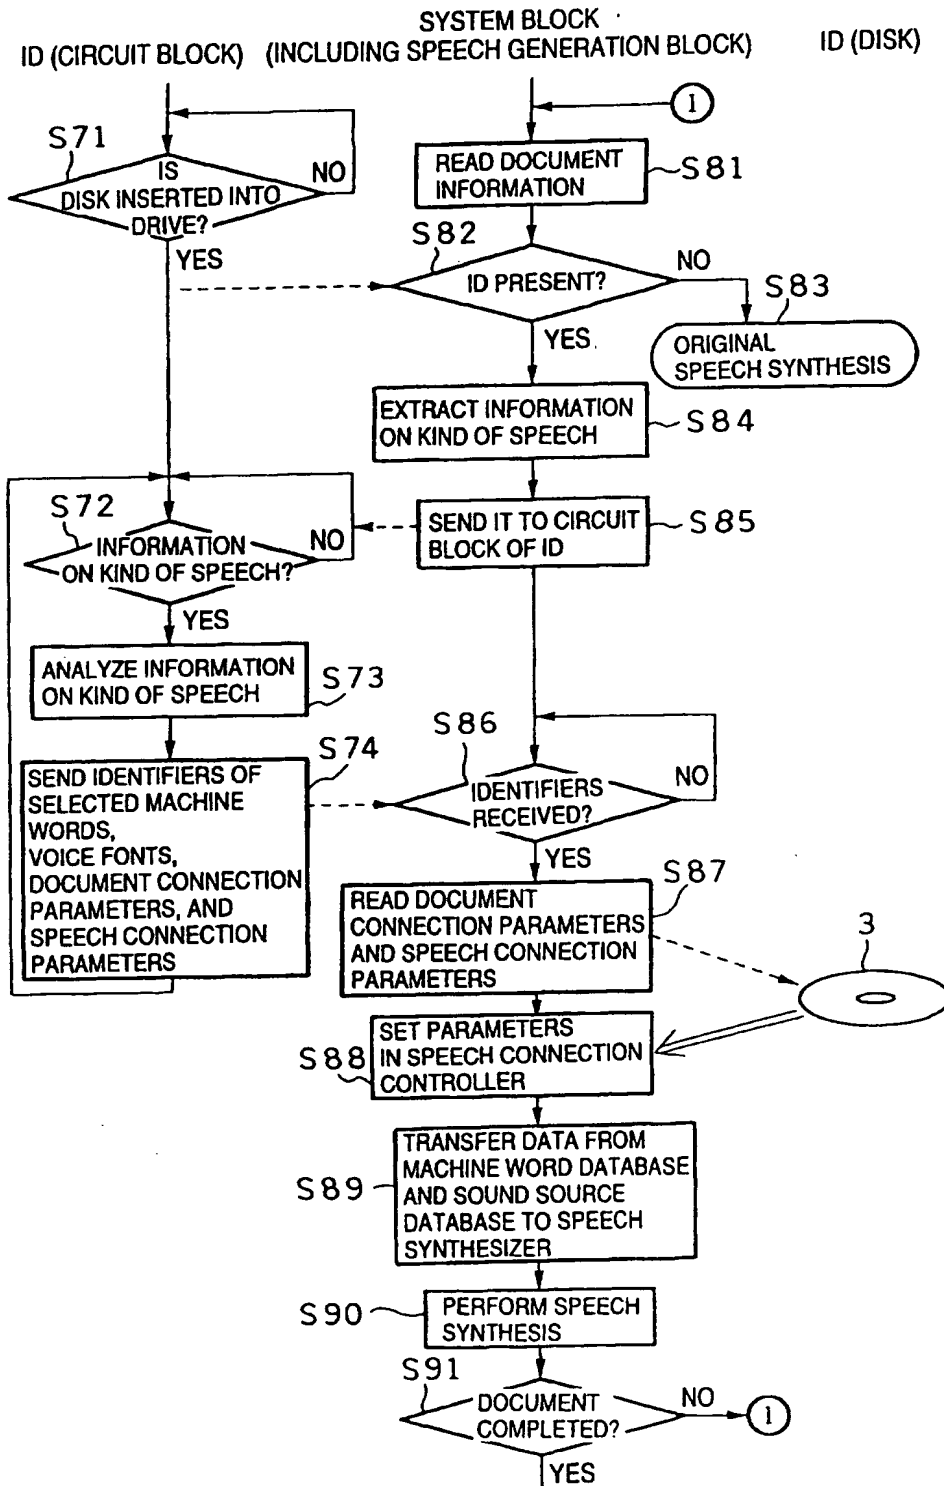 SYSTEM BLOCK
ID (CIRCUIT BLOCK) (INCLUDING SPEECH GENERATION BLOCK) ID (DISK)
1
S71
IS
DISK INSERTED INTO
DRIVE?
NO
YES
READ DOCUMENT
INFORMATION
S81
S82
ID PRESENT?
NO
YES
S83
ORIGINAL
SPEECH SYNTHESIS
EXTRACT INFORMATION
ON KIND OF SPEECH
S84
S72
INFORMATION
ON KIND OF SPEECH?
NO
YES
SEND IT TO CIRCUIT
BLOCK OF ID
S85
ANALYZE INFORMATION
ON KIND OF SPEECH
S73
S74
SEND IDENTIFIERS OF
SELECTED MACHINE
WORDS,
VOICE FONTS,
DOCUMENT CONNECTION
PARAMETERS, AND
SPEECH CONNECTION
PARAMETERS
S86
IDENTIFIERS
RECEIVED?
NO
YES
S87
READ DOCUMENT
CONNECTION PARAMETERS
AND SPEECH CONNECTION
PARAMETERS
3
S88
SET PARAMETERS
IN SPEECH CONNECTION
CONTROLLER
S89
TRANSFER DATA FROM
MACHINE WORD DATABASE
AND SOUND SOURCE
DATABASE TO SPEECH
SYNTHESIZER
S90
PERFORM SPEECH
SYNTHESIS
S91
DOCUMENT
COMPLETED?
NO
1
YES